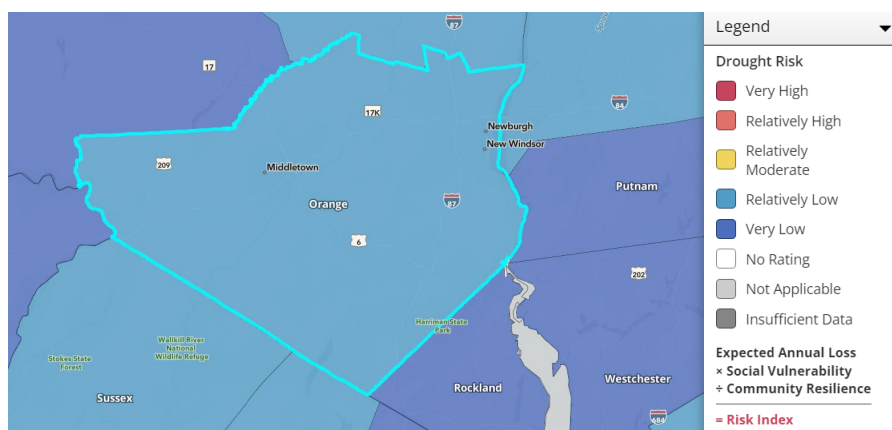 87
17
17K
84
Newburgh
New Windsor
209
Middletown
Putnam
Orange
87
6
202
Harriman State
Park
Wallkill River
National
Wildlife Refuge
Stokes State
Forest
Rockland
Westchester
Sussex
684
Legend
Drought Risk
Very High
Relatively High
Relatively
Moderate
Relatively Low
Very Low
No Rating
Not Applicable
Insufficient Data
Expected Annual Loss
× Social Vulnerability
÷ Community Resilience
= Risk Index